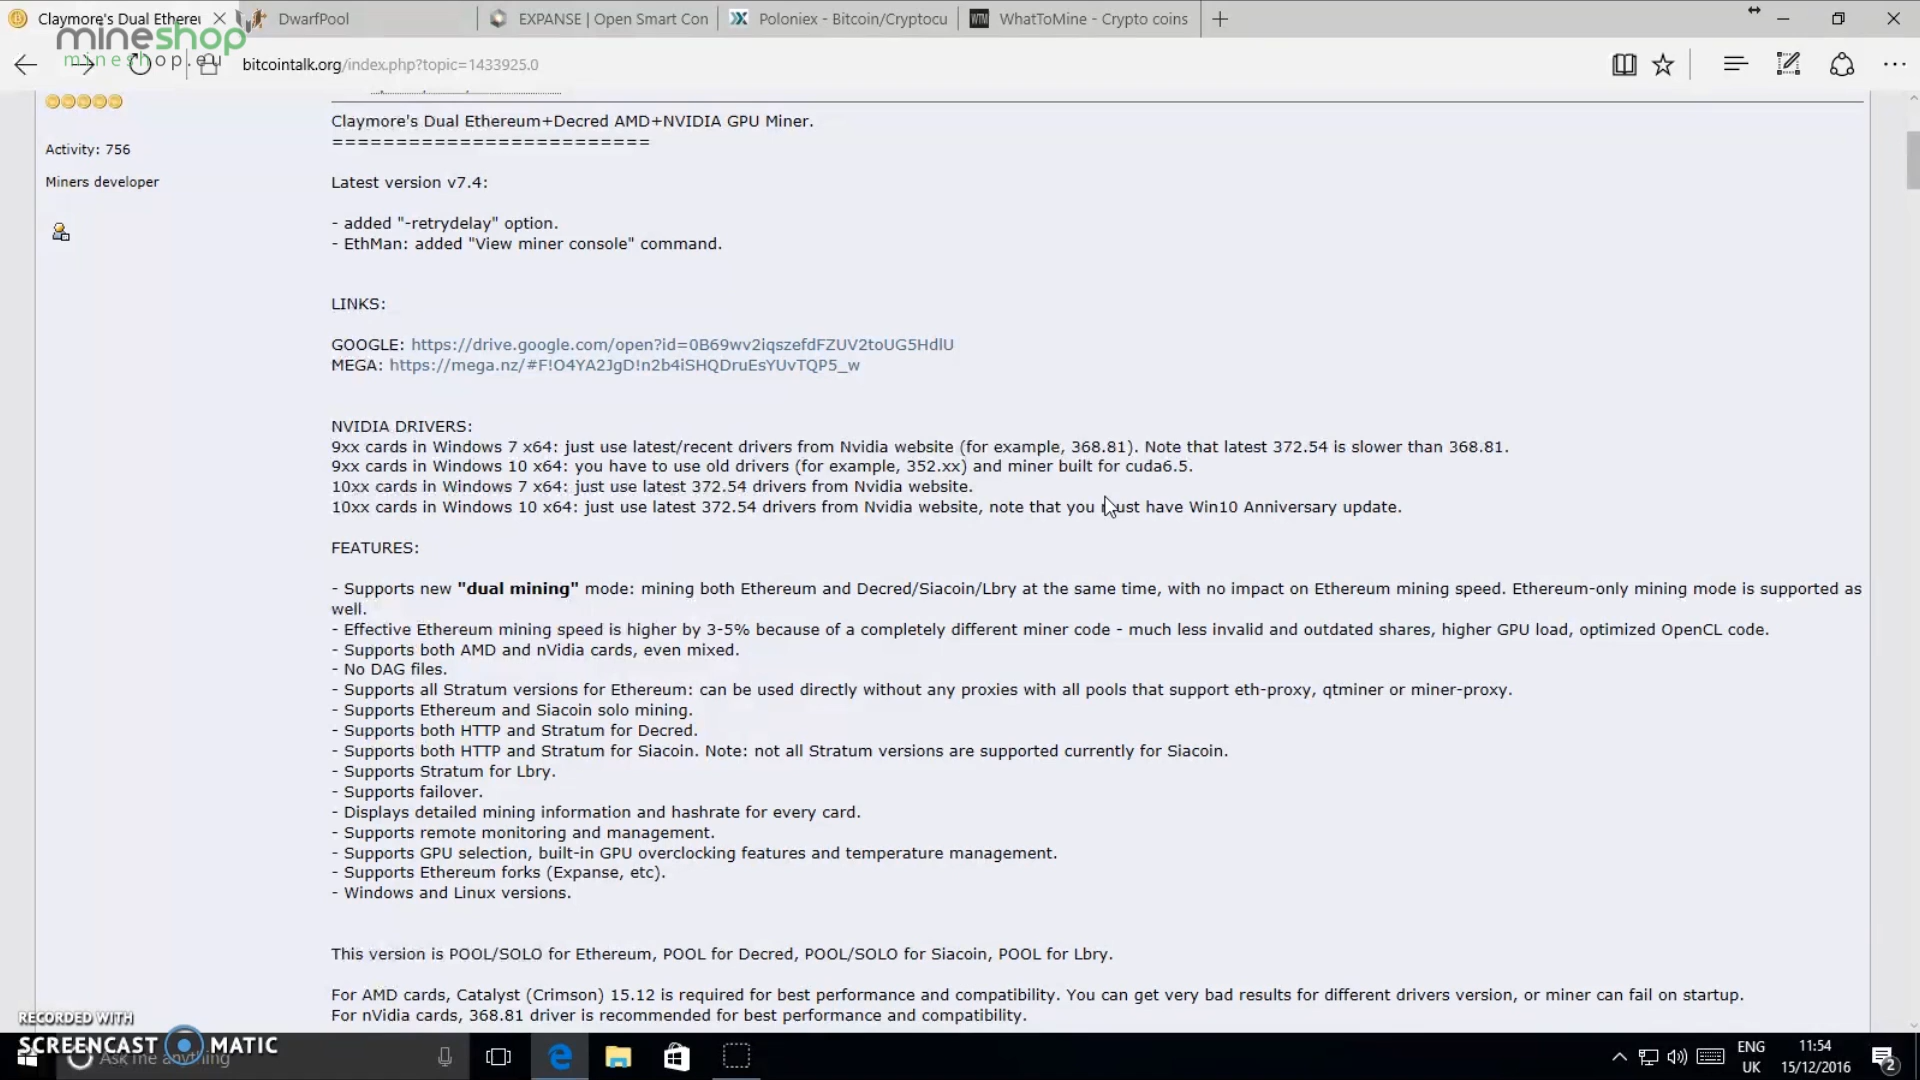 Claymore's Dual Ethereu
DwarfPool
EXPANSE | Open Smart Con
Poloniex - Bitcoin/Cryptocu
WTM
WhatToMine - Crypto coins
mineshop
mineshop.eu
bitcointalk.org/index.php?topic=1433925.0
Activity: 756
Miners developer
Claymore's Dual Ethereum+Decred AMD+NVIDIA GPU Miner.
=========================
Latest version v7.4:
- added "-retrydelay" option.
- EthMan: added "View miner console" command.
LINKS:
GOOGLE: https://drive.google.com/open?id=0B69wv2iqszefdFZUV2toUG5HdlU
MEGA: https://mega.nz/#F!O4YA2JgD!n2b4iSHQDruEsYUvTQP5_w
NVIDIA DRIVERS:
9xx cards in Windows 7 x64: just use latest/recent drivers from Nvidia website (for example, 368.81). Note that latest 372.54 is slower than 368.81.
9xx cards in Windows 10 x64: you have to use old drivers (for example, 352.xx) and miner built for cuda6.5.
10xx cards in Windows 7 x64: just use latest 372.54 drivers from Nvidia website.
10xx cards in Windows 10 x64: just use latest 372.54 drivers from Nvidia website, note that you must have Win10 Anniversary update.
FEATURES:
- Supports new "dual mining" mode: mining both Ethereum and Decred/Siacoin/Lbry at the same time, with no impact on Ethereum mining speed. Ethereum-only mining mode is supported as
well.
- Effective Ethereum mining speed is higher by 3-5% because of a completely different miner code - much less invalid and outdated shares, higher GPU load, optimized OpenCL code.
- Supports both AMD and nVidia cards, even mixed.
- No DAG files.
- Supports all Stratum versions for Ethereum: can be used directly without any proxies with all pools that support eth-proxy, qtminer or miner-proxy.
- Supports Ethereum and Siacoin solo mining.
- Supports both HTTP and Stratum for Decred.
- Supports both HTTP and Stratum for Siacoin. Note: not all Stratum versions are supported currently for Siacoin.
- Supports Stratum for Lbry.
- Supports failover.
- Displays detailed mining information and hashrate for every card.
- Supports remote monitoring and management.
- Supports GPU selection, built-in GPU overclocking features and temperature management.
- Supports Ethereum forks (Expanse, etc).
- Windows and Linux versions.
This version is POOL/SOLO for Ethereum, POOL for Decred, POOL/SOLO for Siacoin, POOL for Lbry.
For AMD cards, Catalyst (Crimson) 15.12 is required for best performance and compatibility. You can get very bad results for different drivers version, or miner can fail on startup.
For nVidia cards, 368.81 driver is recommended for best performance and compatibility.
RECORDED WITH
SCREENCAST MATIC
Ask me anything
ENG
UK
11:54
15/12/2016
2